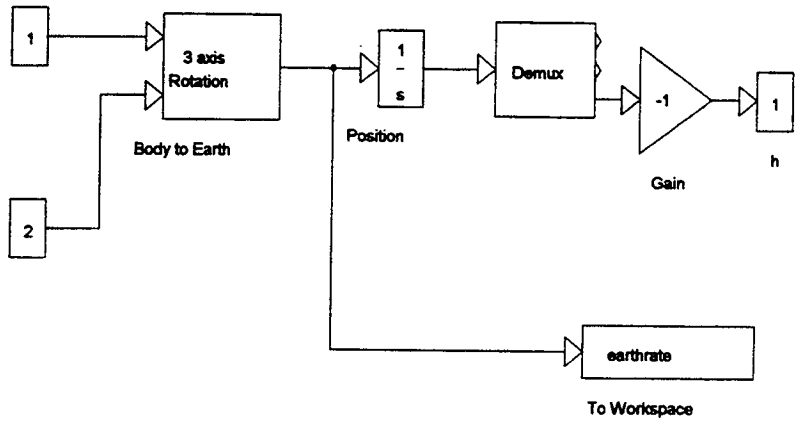 1
3 axis
Rotation
Body to Earth
2
1
s
Position
Demux
-1
Gain
1
h
earthrate
To Workspace